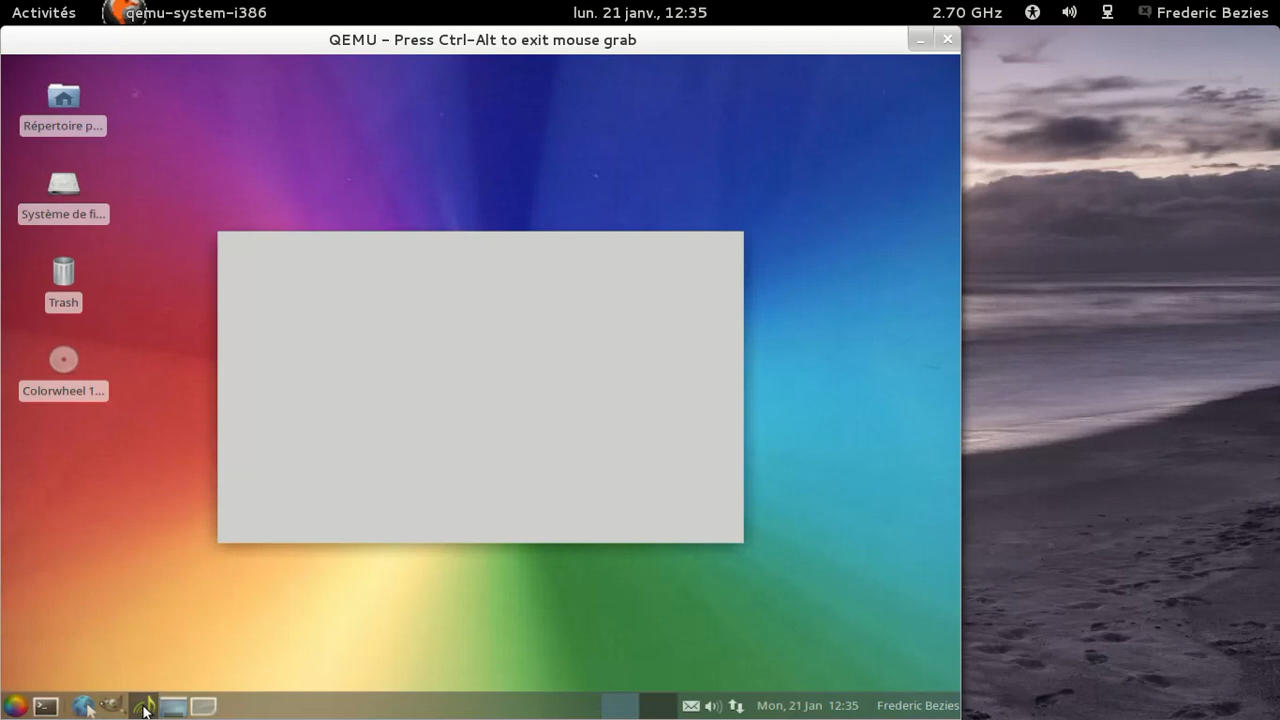 Activités qemu-system-i386 lun. 21 janv., 12:35 2.70 GHz Frederic Bezies
QEMU - Press Ctrl-Alt to exit mouse grab
Répertoire p...
Système de fi...
Trash
Colorwheel 1...
Mon, 21 Jan 12:35 Frederic Bezies